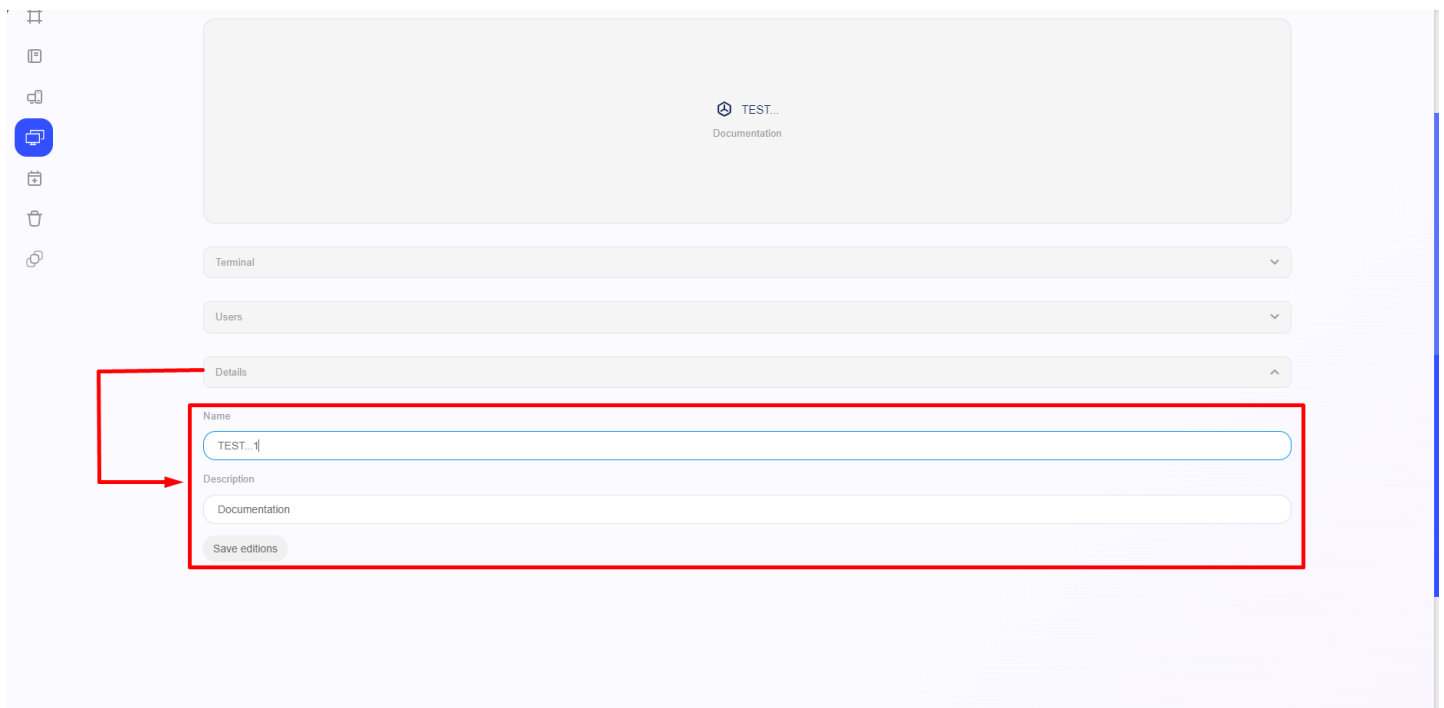 TEST...
Documentation
Terminal
Users
Details
Name
TEST...1
Description
Documentation
Save editions